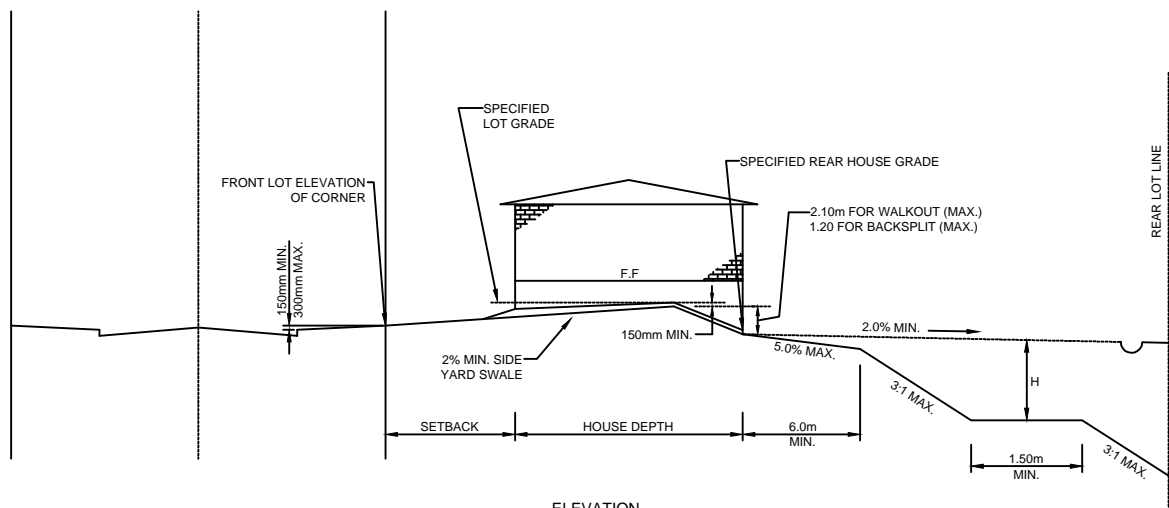 SPECIFIED
LOT GRADE
SPECIFIED REAR HOUSE GRADE
FRONT LOT ELEVATION
OF CORNER
2.10m FOR WALKOUT (MAX.)
1.20 FOR BACKSPLIT (MAX.)
REAR LOT LINE
F.F
150mm MIN.
300mm MAX.
150mm MIN.
2.0% MIN.
2% MIN. SIDE
YARD SWALE
5.0% MAX.
3:1 MAX.
H
SETBACK
HOUSE DEPTH
6.0m
MIN.
1.50m
MIN.
3:1 MAX.
ELEVATION